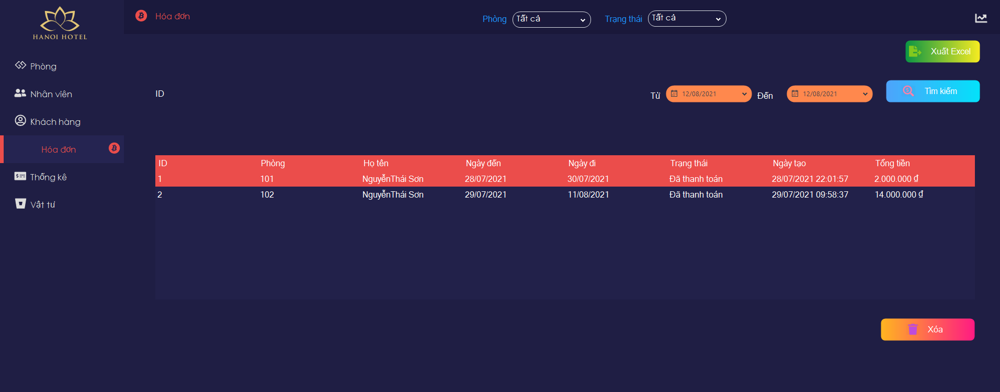 HANOI HOTEL
Phòng
Nhân viên
Khách hàng
Hóa đơn
Thống kê
Vật tư
Hóa đơn
Phòng Tất cả Trạng thái Tất cả
Xuất Excel
ID Từ 12/08/2021 Đến 12/08/2021 Tìm kiếm
ID Phòng Họ tên Ngày đến Ngày đi Trạng thái Ngày tạo Tổng tiền
1 101 NguyễnThái Sơn 28/07/2021 30/07/2021 Đã thanh toán 28/07/2021 22:01:57 2.000.000 ₫
2 102 NguyễnThái Sơn 29/07/2021 11/08/2021 Đã thanh toán 29/07/2021 09:58:37 14.000.000 ₫
Xóa